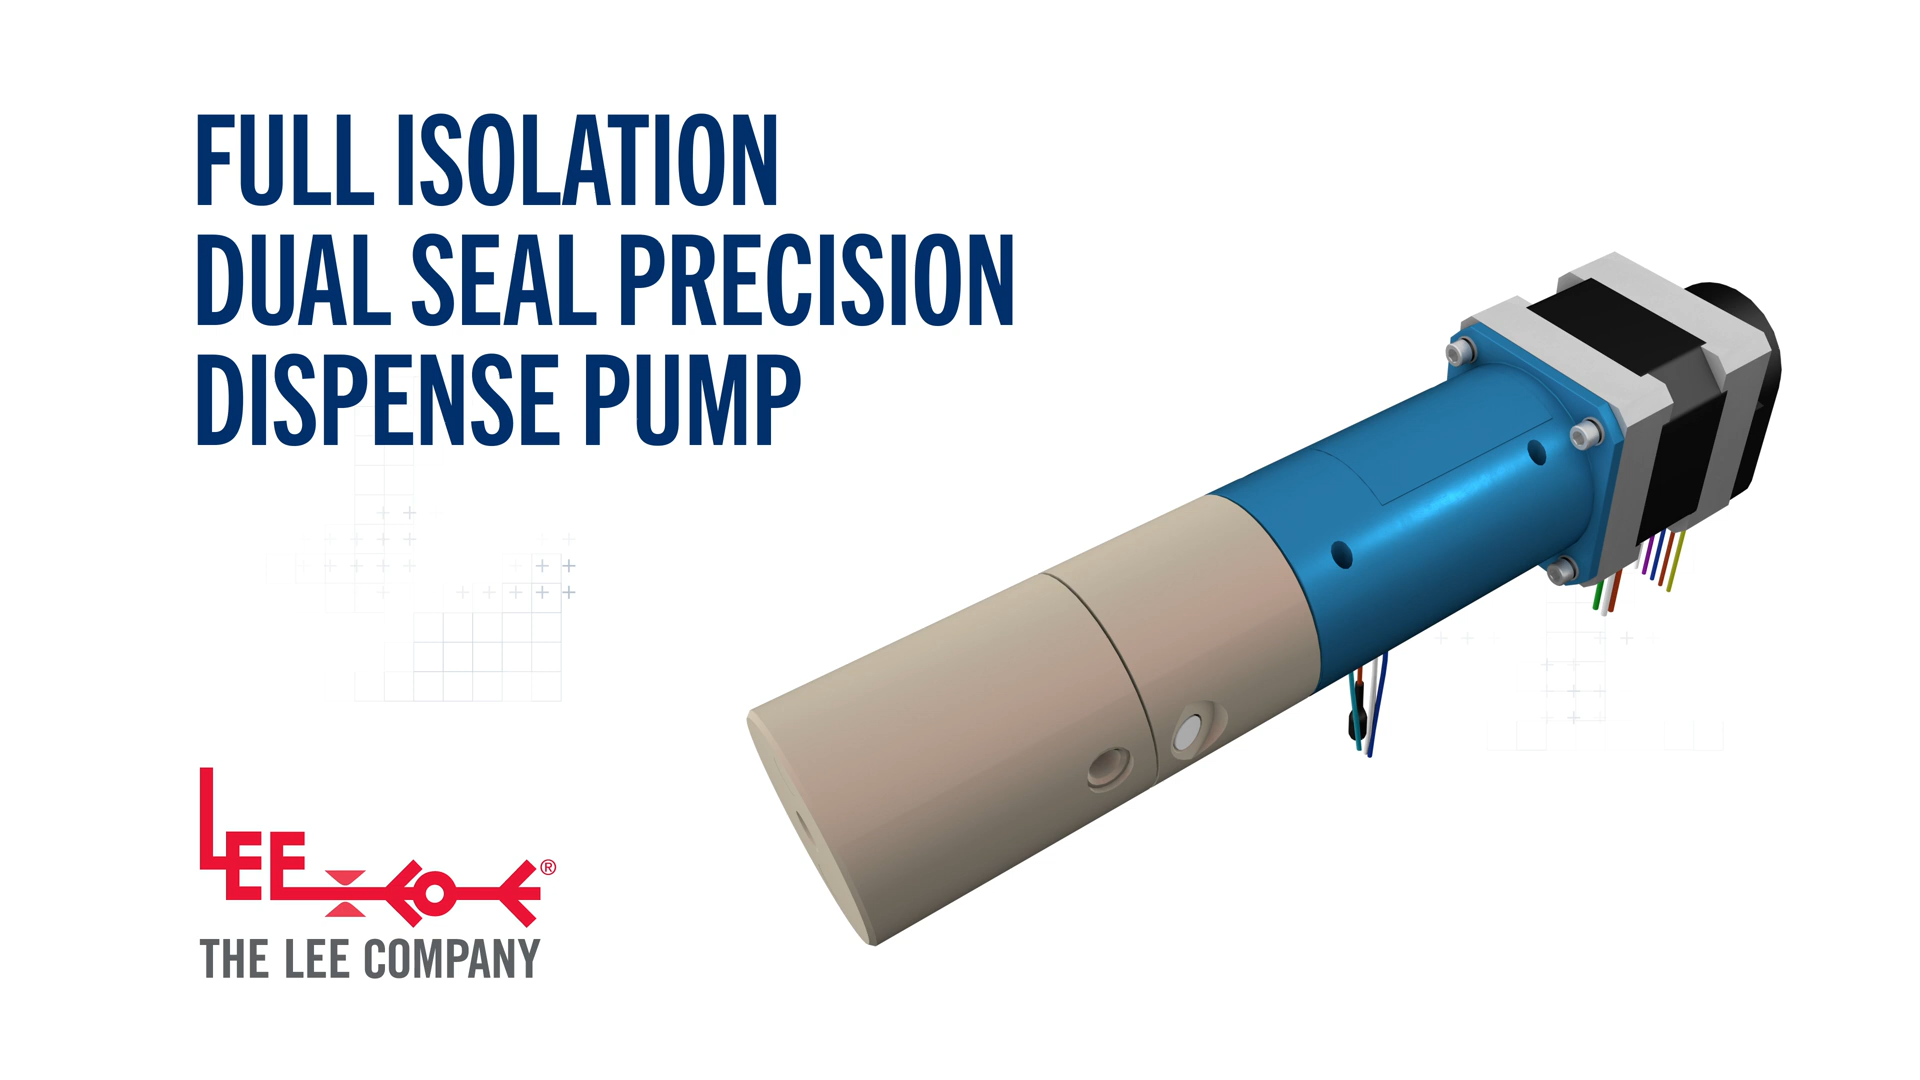 FULL ISOLATION
DUAL SEAL PRECISION
DISPENSE PUMP
LEE®
THE LEE COMPANY